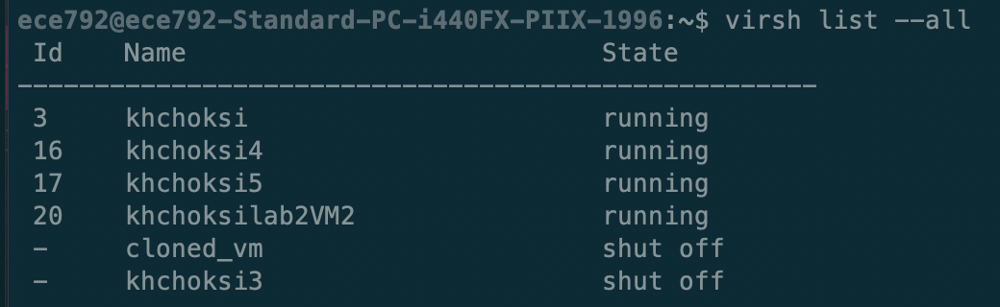 ece792@ece792-Standard-PC-i440FX-PIIX-1996:~$ virsh list --all
Id    Name                           State
----------------------------------------------------
3     khchoksi                       running
16    khchoksi4                      running
17    khchoksi5                      running
20    khchoksilab2VM2                running
-     cloned_vm                      shut off
-     khchoksi3                      shut off